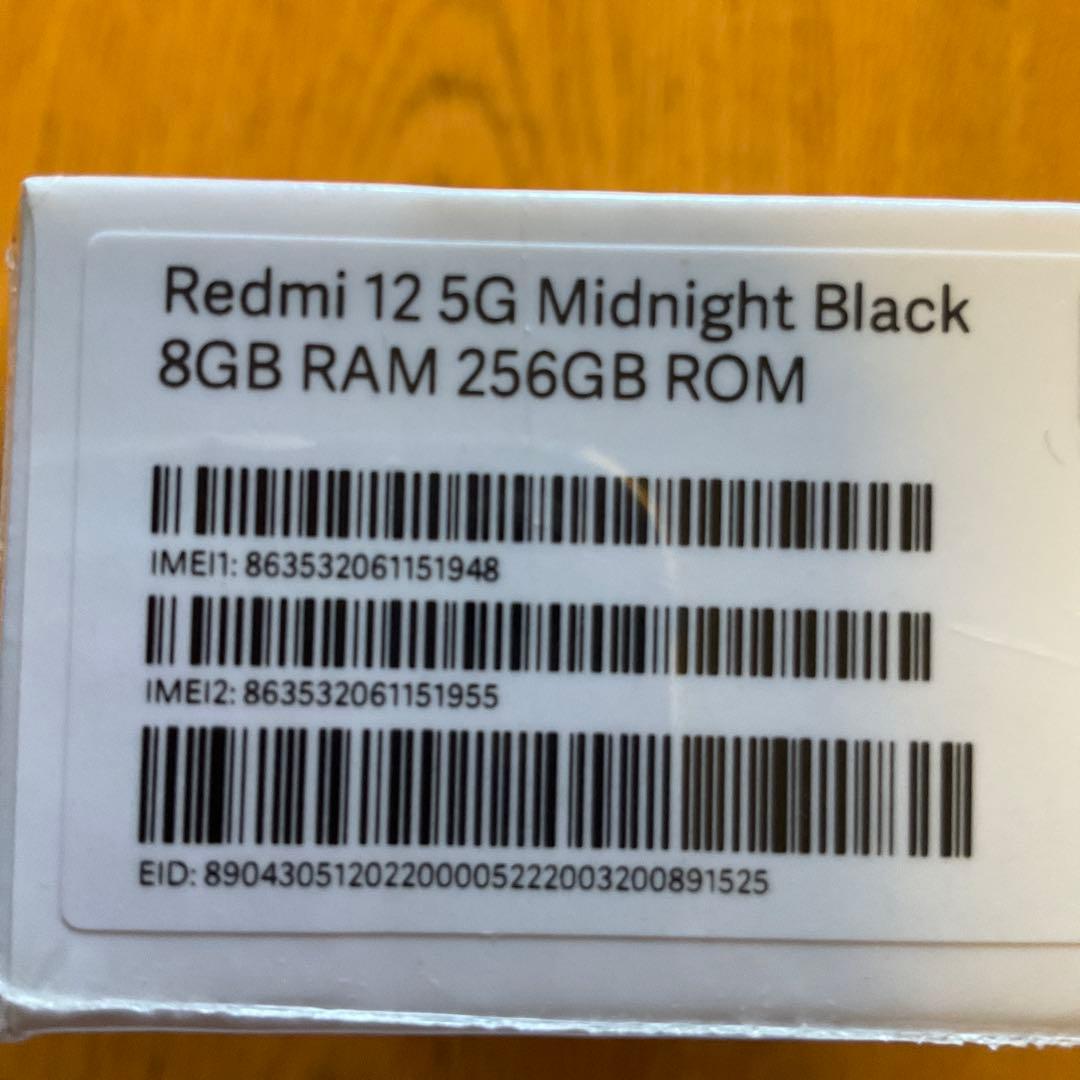 Redmi 12 5G Midnight Black
8GB RAM 256GB ROM
IMEI1: 863532061151948
IMEI2: 863532061151955
EID: 89043051202200005222003200891525